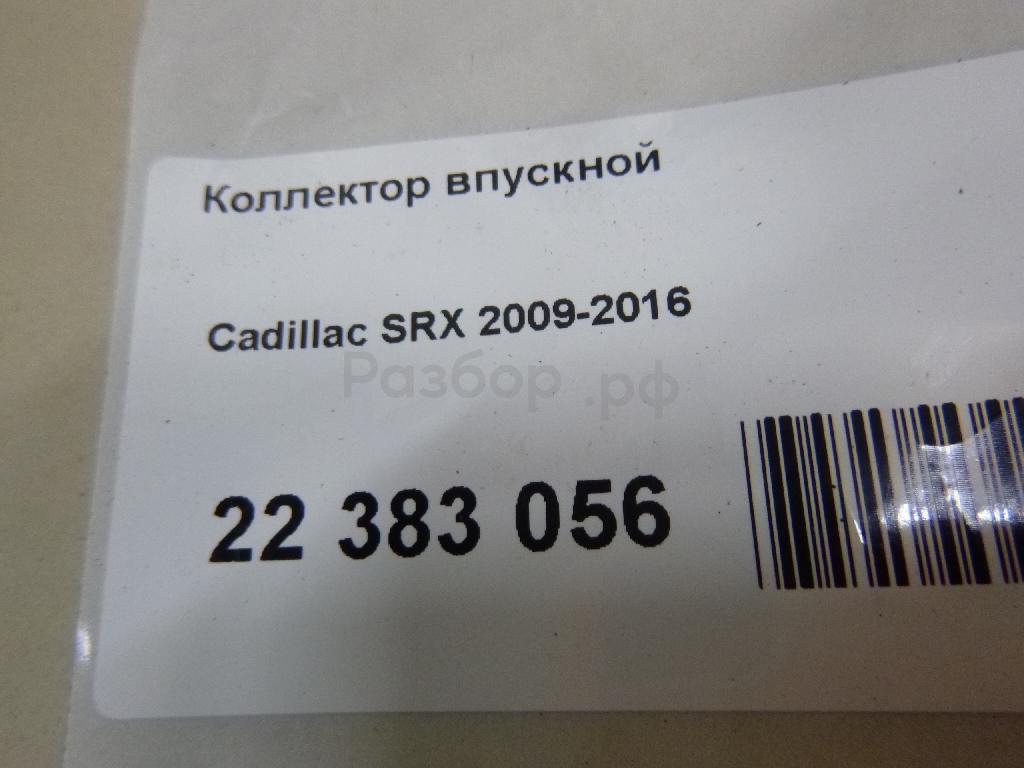 Коллектор впускной
Cadillac SRX 2009-2016
Разбор.рф
22 383 056